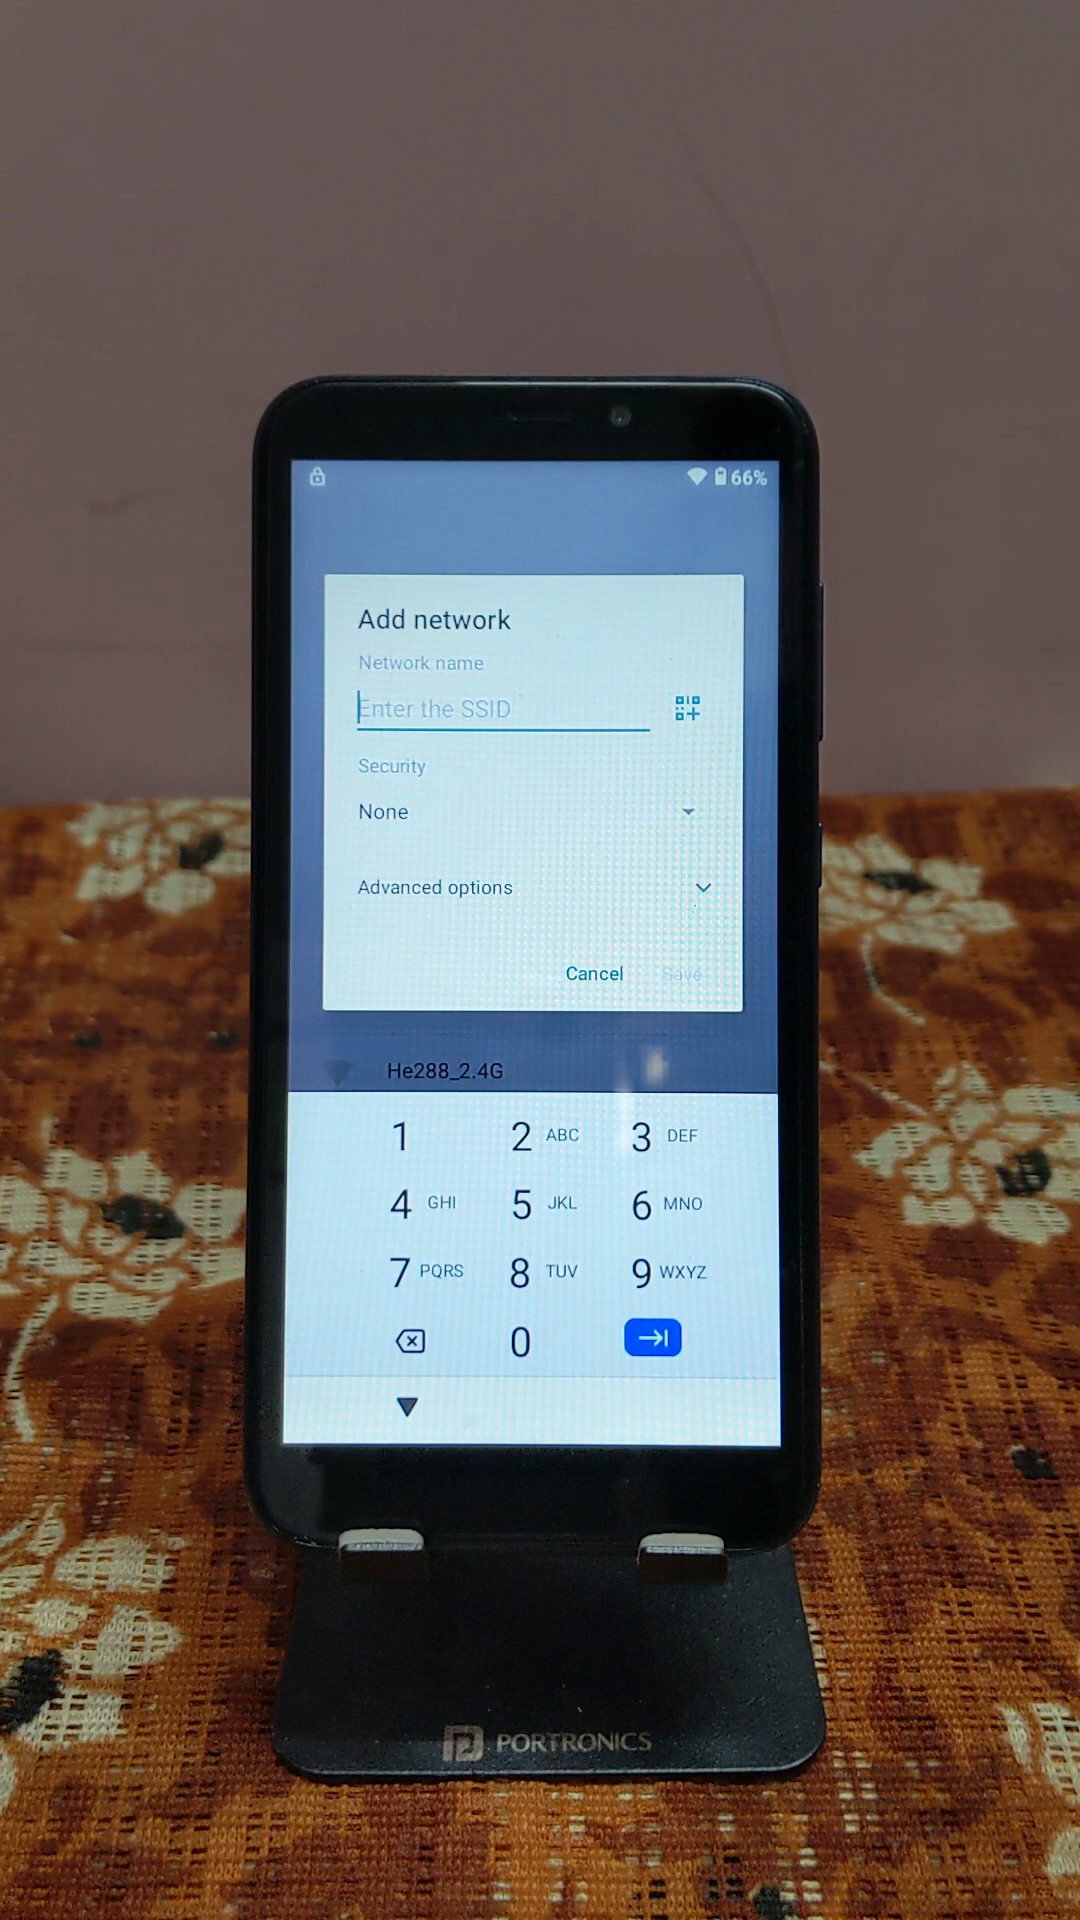 66%
Add network
Network name
Enter the SSID
Security
None
Advanced options
Cancel Save
He288_2.4G
1 2 ABC 3 DEF
4 GHI 5 JKL 6 MNO
7 PQRS 8 TUV 9 WXYZ
0
PORTRONICS